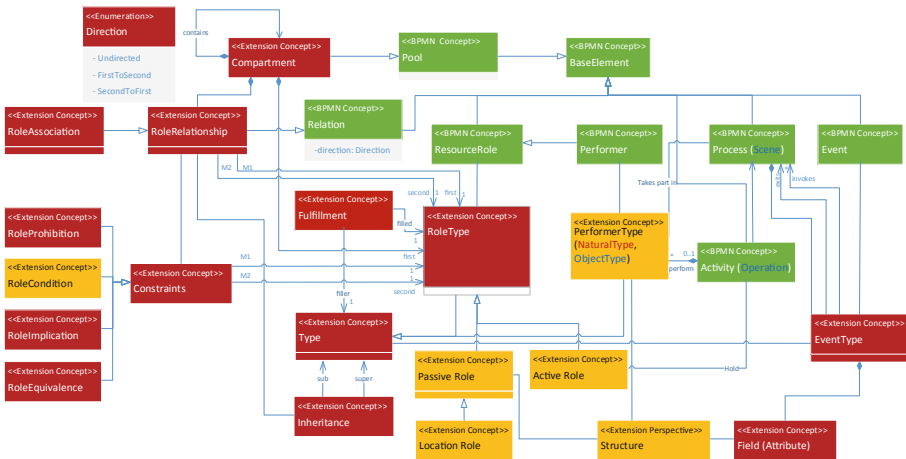 <<Enumeration>>
Direction
- Undirected
- FirstToSecond
- SecondToFirst
contains
<<Extension Concept>>
Compartment
<<BPMN Concept>>
Pool
<<BPMN Concept>>
BaseElement
<<Extension Concept>>
RoleAssociation
<<Extension Concept>>
RoleRelationship
<<BPMN Concept>>
Relation
-direction: Direction
<<BPMN Concept>>
ResourceRole
<<BPMN Concept>>
Performer
<<BPMN Concept>>
Process (Scene)
<<BPMN Concept>>
Event
M2
M1
second
1
first
1
Takes part in
exits
invokes
<<Extension Concept>>
Fulfillment
filled
1
<<Extension Concept>>
RoleType
<<Extension Concept>>
PerformerType
(NaturalType,
ObjectType)
*
0..1
perform
<<BPMN Concept>>
Activity (Operation)
<<Extension Concept>>
RoleProhibition
<<Extension Concept>>
RoleCondition
<<Extension Concept>>
RoleImplication
<<Extension Concept>>
RoleEquivalence
<<Extension Concept>>
Constraints
M1
first
1
M2
1
second
1
filler
1
<<Extension Concept>>
Type
sub
super
<<Extension Concept>>
Inheritance
<<Extension Concept>>
Passive Role
<<Extension Concept>>
Active Role
Hold
<<Extension Concept>>
EventType
<<Extension Concept>>
Location Role
<<Extension Perspective>>
Structure
<<Extension Concept>>
Field (Attribute)